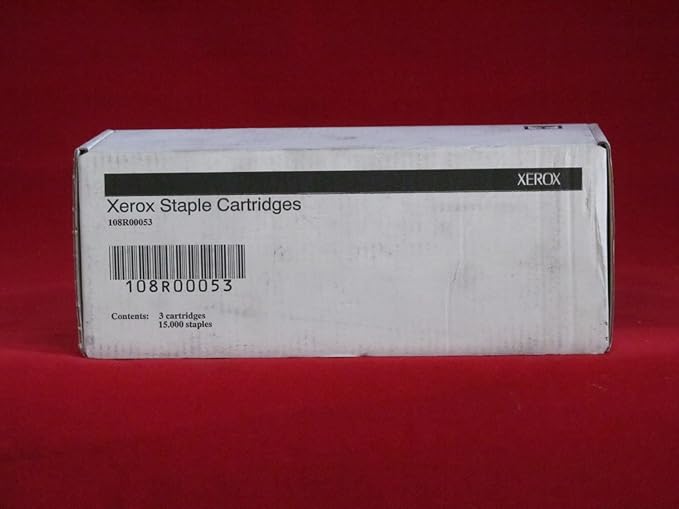 XEROX
Xerox Staple Cartridges
108R00053
108R00053
Contents: 3 cartridges
15,000 staples